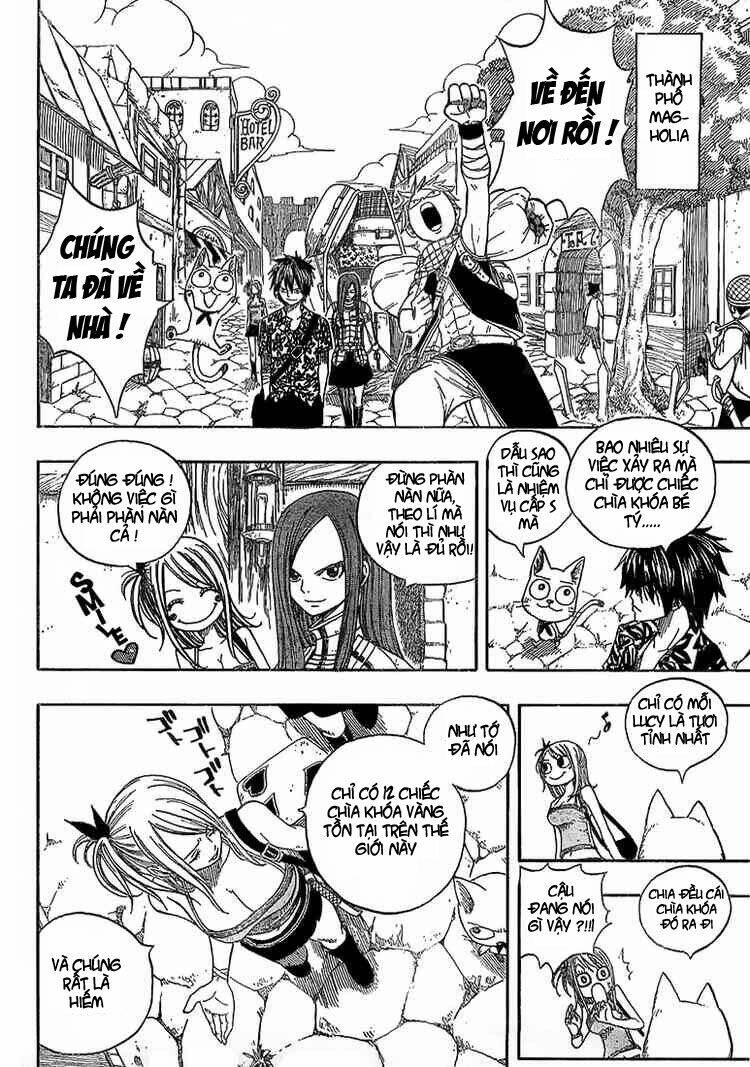 THÀNH
PHỐ
MAG-
NOLIA
VỀ ĐẾN
NƠI RỒI !
HOTEL
BAR
CHÚNG
TA ĐÃ VỀ
NHÀ !
BAO NHIÊU SỰ
VIỆC XẢY RA MÀ
CHỈ ĐƯỢC CHIẾC
CHÌA KHÓA BÉ
TÝ.....
DẪU SAO
THÌ CŨNG
LÀ NHIỆM
VỤ CẤP S
MÀ
ĐỪNG PHÀN
NÀN NỮA,
THEO LÍ MÀ
NÓI THÌ NHƯ
VẬY LÀ ĐỦ RỒI!
ĐÚNG ĐÚNG !
KHÔNG VIỆC GÌ
PHẢI PHÀN NÀN
CẢ !
SMILE
CHỈ CÓ MỖI
LUCY LÀ TƯƠI
TỈNH NHẤT
CHIA ĐỀU CÁI
CHÌA KHÓA
ĐÓ RA ĐI
CẬU
ĐANG NÓI
GÌ VẬY ?!!!
NHƯ TỚ
ĐÃ NÓI
CHỈ CÓ 12 CHIẾC
CHÌA KHÓA VÀNG
TỒN TẠI TRÊN THẾ
GIỚI NÀY
VÀ CHÚNG
RẤT LÀ
HIẾM